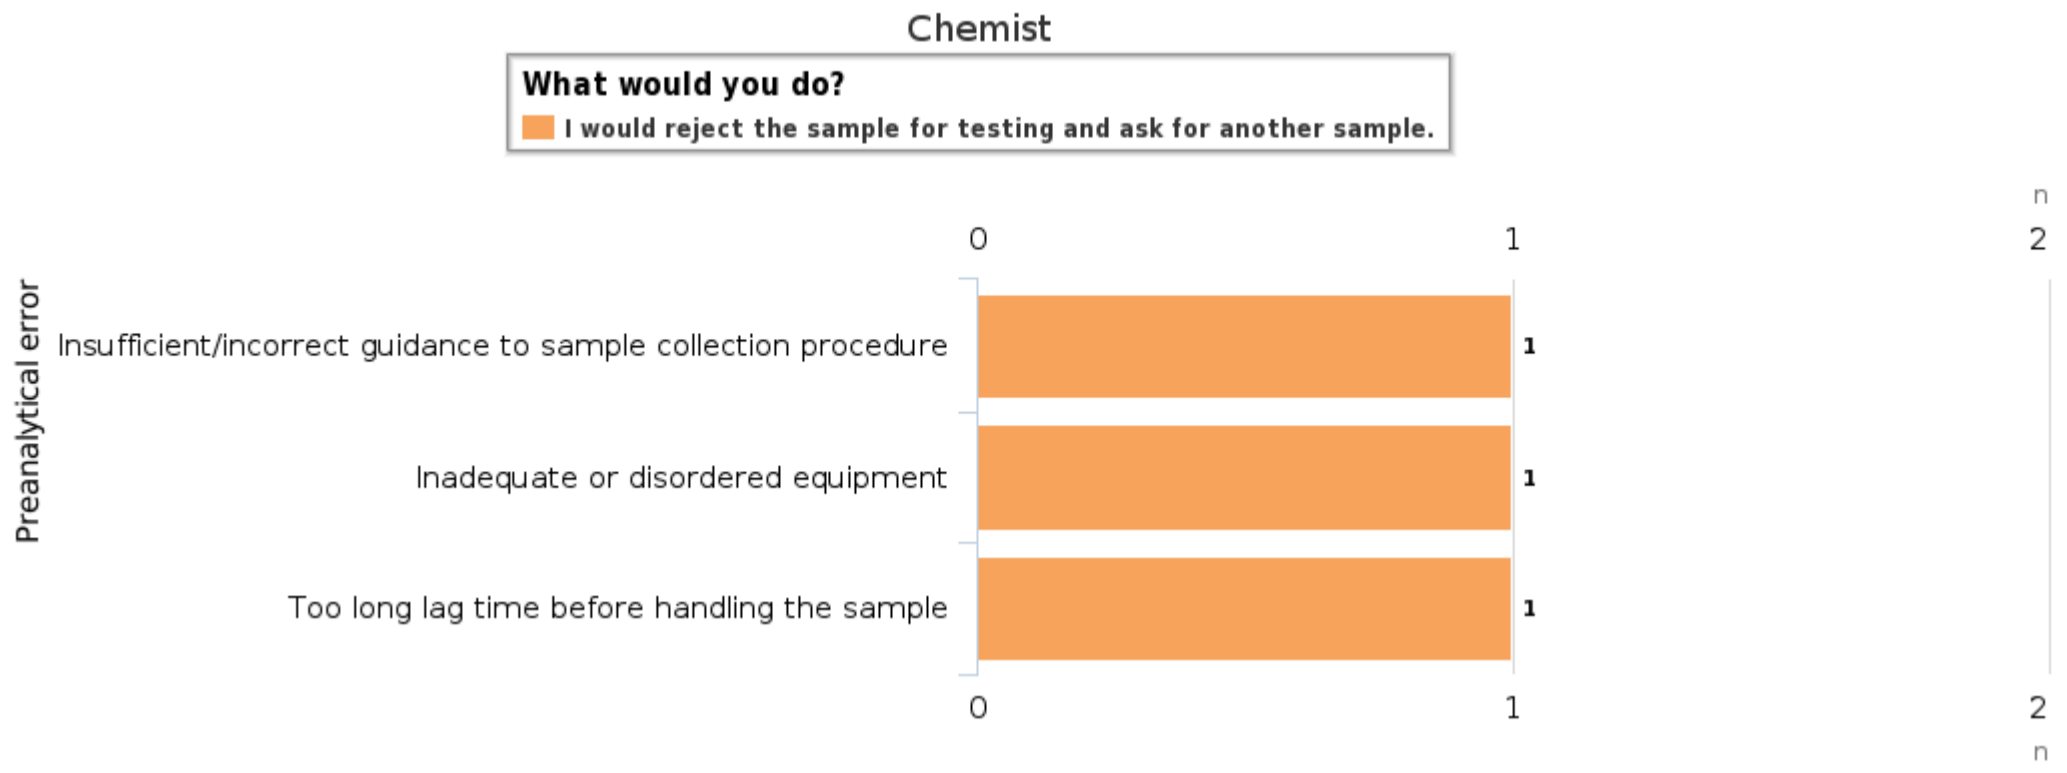 Chemist
What would you do?
I would reject the sample for testing and ask for another sample.
n
0 1 2
Preanalytical error
Insufficient/incorrect guidance to sample collection procedure 1
Inadequate or disordered equipment 1
Too long lag time before handling the sample 1
0 1 2
n